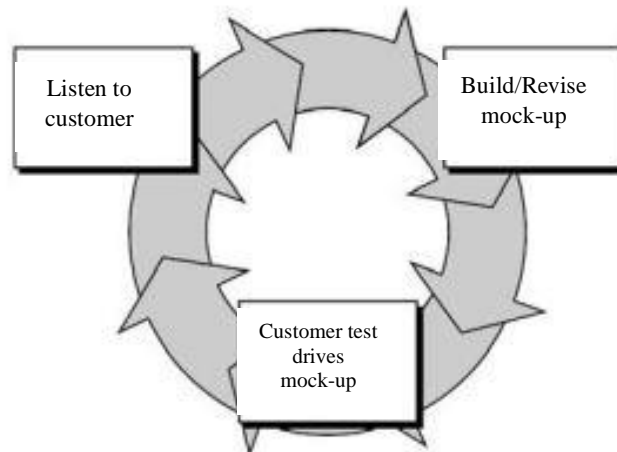 Listen to
customer
Build/Revise
mock-up
Customer test
drives
mock-up